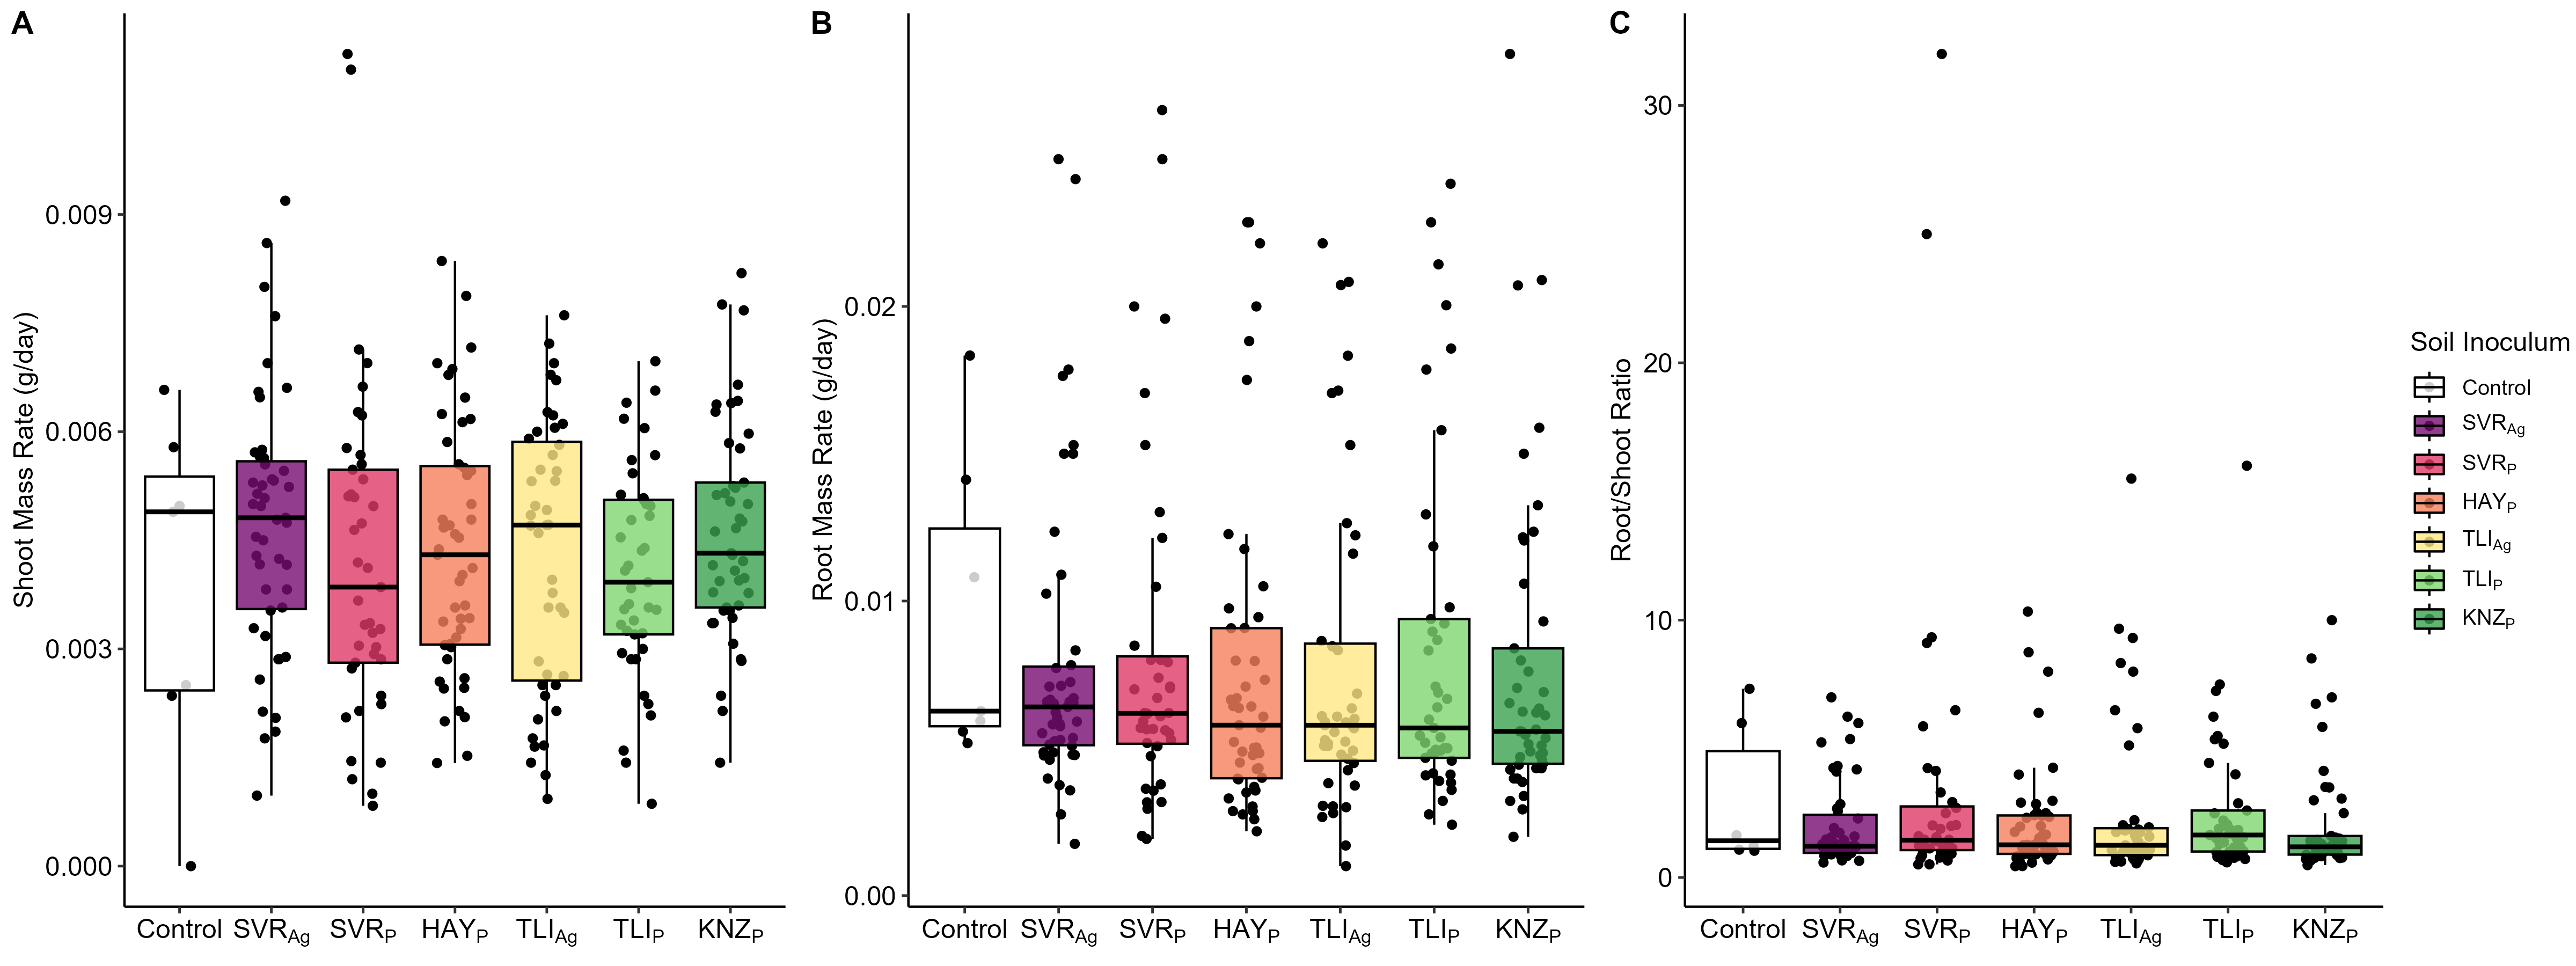 A
Shoot Mass Rate (g/day)
0.009
0.006
0.003
0.000
Control SVRAg SVRP HAYP TLIAg TLIP KNZP
B
Root Mass Rate (g/day)
0.02
0.01
0.00
Control SVRAg SVRP HAYP TLIAg TLIP KNZP
C
Root/Shoot Ratio
30
20
10
0
Control SVRAg SVRP HAYP TLIAg TLIP KNZP
Soil Inoculum
Control
SVRAg
SVRP
HAYP
TLIAg
TLIP
KNZP